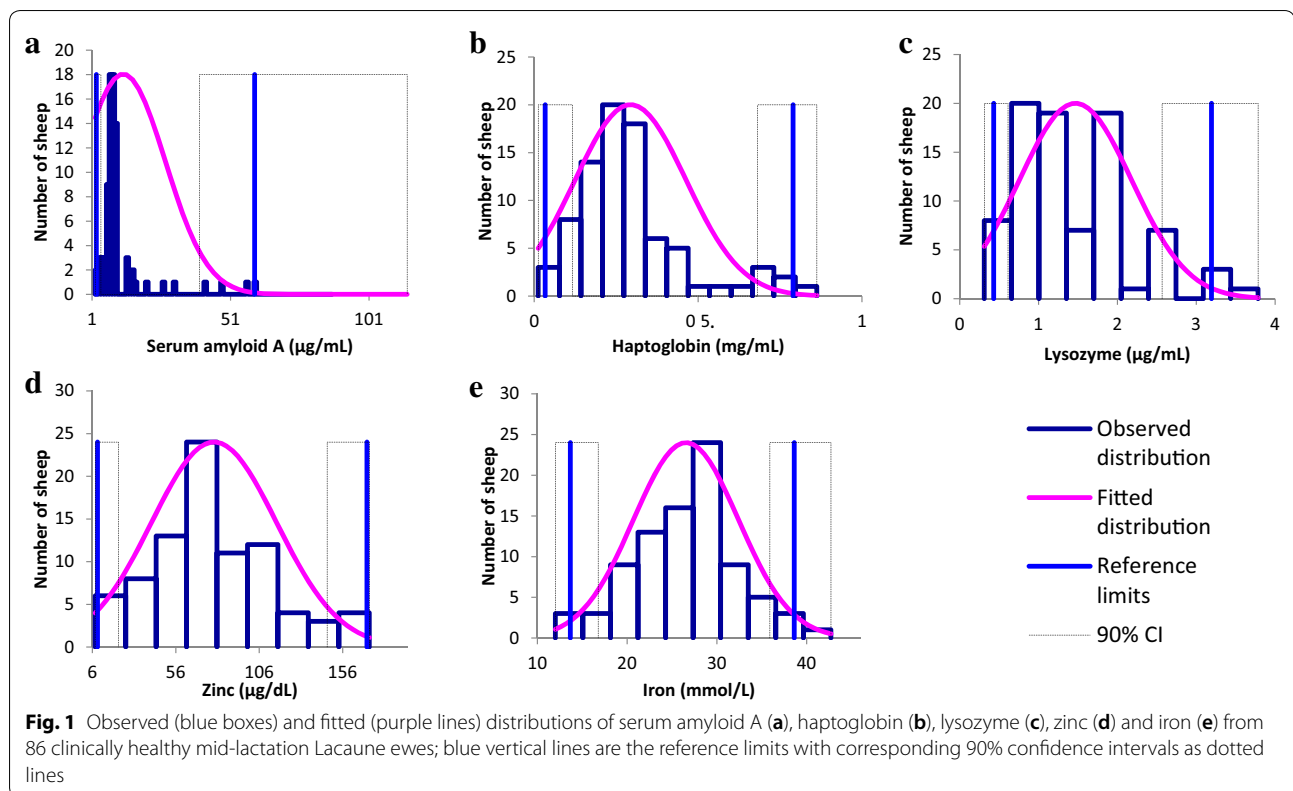 a
20
18
16
14
12
10
8
6
4
2
0
Number of sheep
1 51 101
Serum amyloid A (µg/mL)
b
25
20
15
10
5
0
Number of sheep
0 0 5. 1
Haptoglobin (mg/mL)
c
25
20
15
10
5
0
Number of sheep
0 1 2 3 4
Lysozyme (µg/mL)
d
30
25
20
15
10
5
0
Number of sheep
6 56 106 156
Zinc (µg/dL)
e
30
25
20
15
10
5
0
Number of sheep
10 20 30 40
Iron (mmol/L)
Observed
distribution
Fitted
distribution
Reference
limits
90% CI
Fig. 1 Observed (blue boxes) and fitted (purple lines) distributions of serum amyloid A (a), haptoglobin (b), lysozyme (c), zinc (d) and iron (e) from
86 clinically healthy mid-lactation Lacaune ewes; blue vertical lines are the reference limits with corresponding 90% confidence intervals as dotted
lines